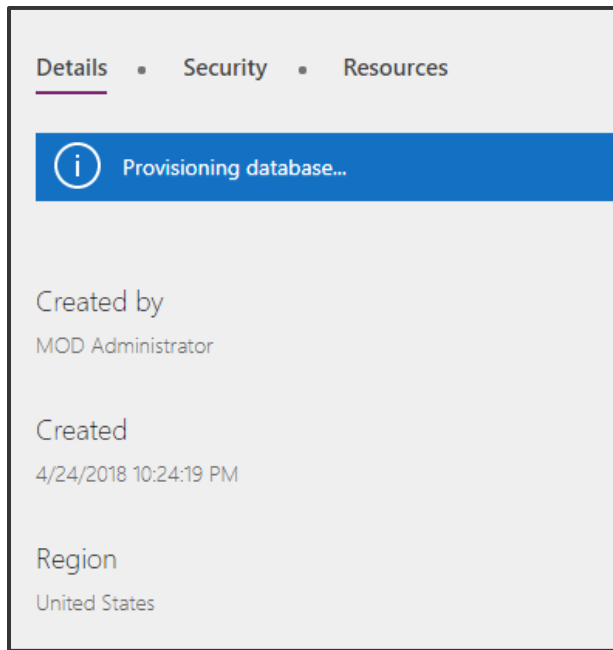 Details • Security • Resources
Provisioning database...
Created by
MOD Administrator
Created
4/24/2018 10:24:19 PM
Region
United States